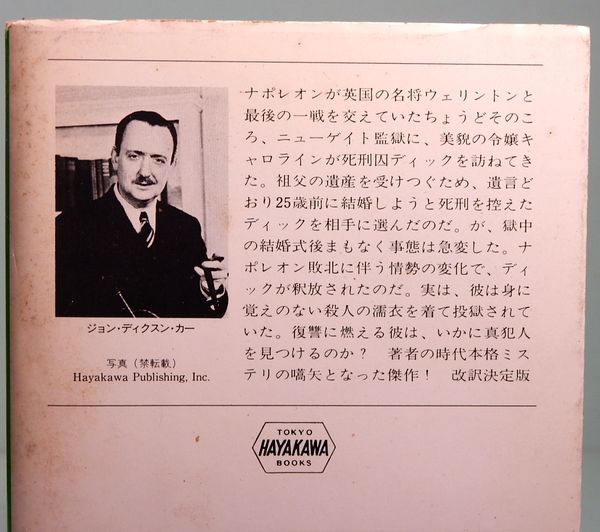 ナポレオンが英国の名将ウェリントンと
最後の一戦を交えていたちょうどそのこ
ろ、ニューゲイト監獄に、美貌の令嬢キ
ャロラインが死刑囚ディックを訪ねてき
た。祖父の遺産を受けつぐため、遺言ど
おり25歳前に結婚しようと死刑を控えた
ディックを相手に選んだのだ。が、獄中
の結婚式後まもなく事態は急変した。ナ
ポレオン敗北に伴う情勢の変化で、ディ
ックが釈放されたのだ。実は、彼は身に
覚えのない殺人の濡衣を着て投獄されて
いた。復讐に燃える彼は、いかに真犯人
を見つけるのか？　著者の時代本格ミス
テリの嚆矢となった傑作！　改訳決定版
ジョン・ディクスン・カー
写真（禁転載）
Hayakawa Publishing, Inc.
TOKYO
HAYAKAWA
BOOKS